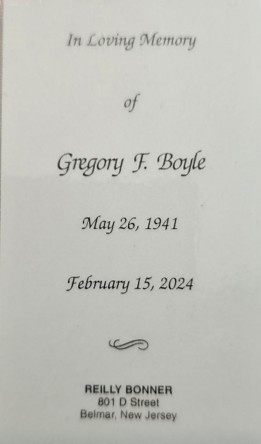 In Loving Memory
of
Gregory F. Boyle
May 26, 1941
February 15, 2024
REILLY BONNER
801 D Street
Belmar, New Jersey